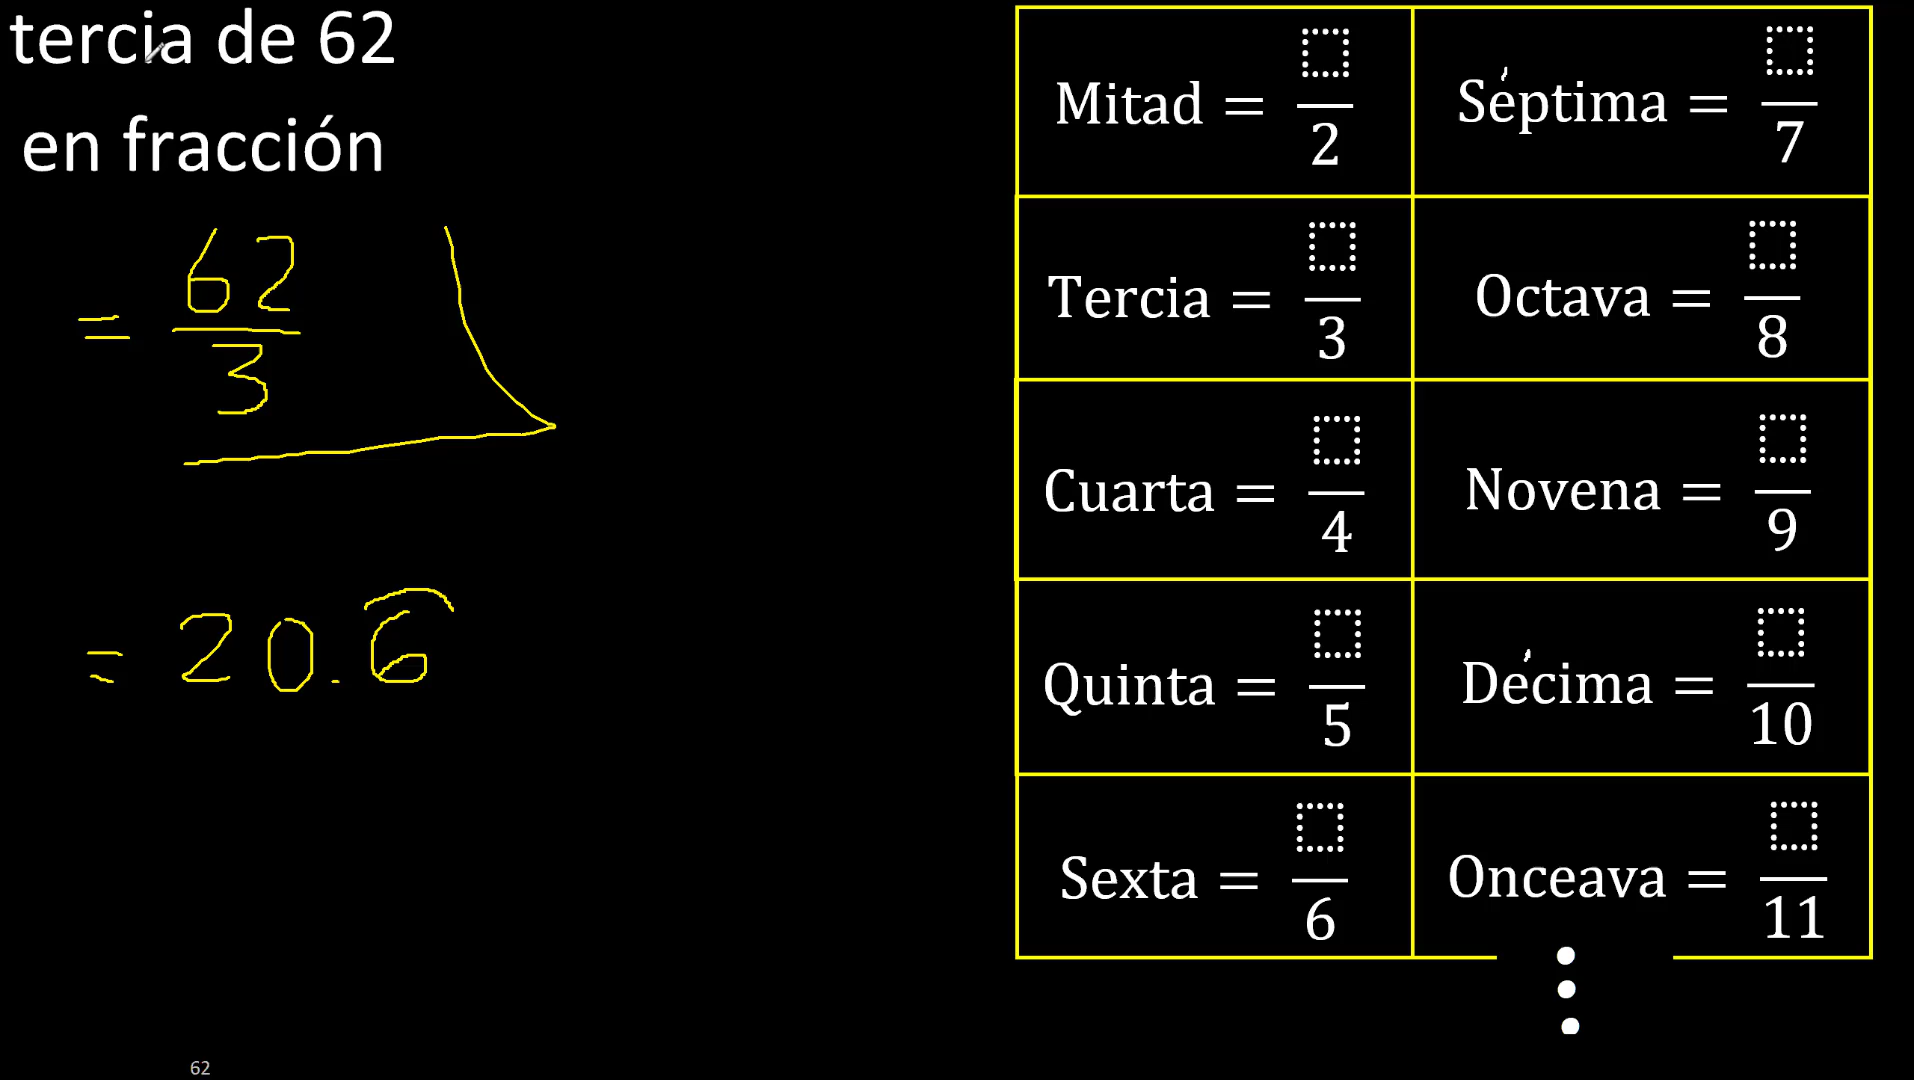 tercia de 62
en fracción
= 62/3
= 20.6̅
Mitad = ⬚/2
Séptima = ⬚/7
Tercia = ⬚/3
Octava = ⬚/8
Cuarta = ⬚/4
Novena = ⬚/9
Quinta = ⬚/5
Décima = ⬚/10
Sexta = ⬚/6
Onceava = ⬚/11
62